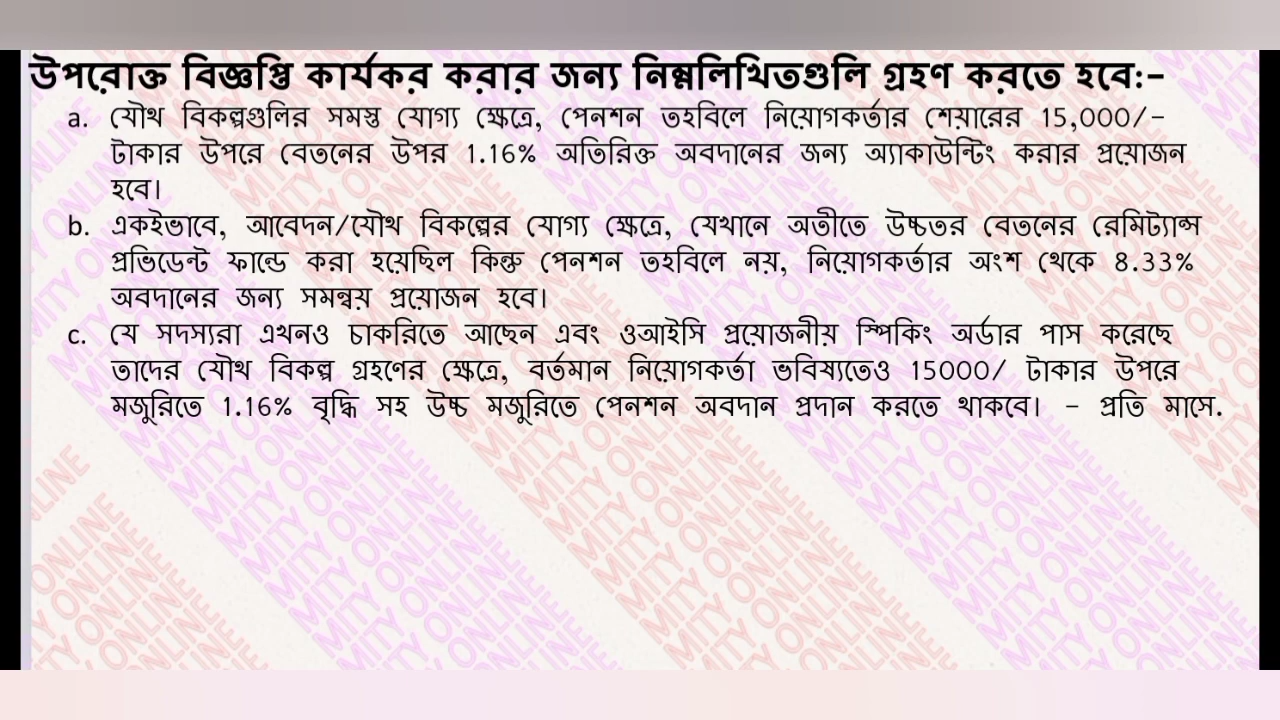 উপরোক্ত বিজ্ঞপ্তি কার্যকর করার জন্য নিম্নলিখিতগুলি গ্রহণ করতে হবে:-
a. যৌথ বিকল্পগুলির সমস্ত যোগ্য ক্ষেত্রে, পেনশন তহবিলে নিয়োগকর্তার শেয়ারের 15,000/-
টাকার উপরে বেতনের উপর 1.16% অতিরিক্ত অবদানের জন্য অ্যাকাউন্টিং করার প্রয়োজন
হবে।
b. একইভাবে, আবেদন/যৌথ বিকল্পের যোগ্য ক্ষেত্রে, যেখানে অতীতে উচ্চতর বেতনের রেমিট্যান্স
প্রভিডেন্ট ফান্ডে করা হয়েছিল কিন্তু পেনশন তহবিলে নয়, নিয়োগকর্তার অংশ থেকে 8.33%
অবদানের জন্য সমন্বয় প্রয়োজন হবে।
c. যে সদস্যরা এখনও চাকরিতে আছেন এবং ওআইসি প্রয়োজনীয় স্পিকিং অর্ডার পাস করেছে
তাদের যৌথ বিকল্প গ্রহণের ক্ষেত্রে, বর্তমান নিয়োগকর্তা ভবিষ্যতেও 15000/ টাকার উপরে
মজুরিতে 1.16% বৃদ্ধি সহ উচ্চ মজুরিতে পেনশন অবদান প্রদান করতে থাকবে। - প্রতি মাসে.
MITY ONLINE